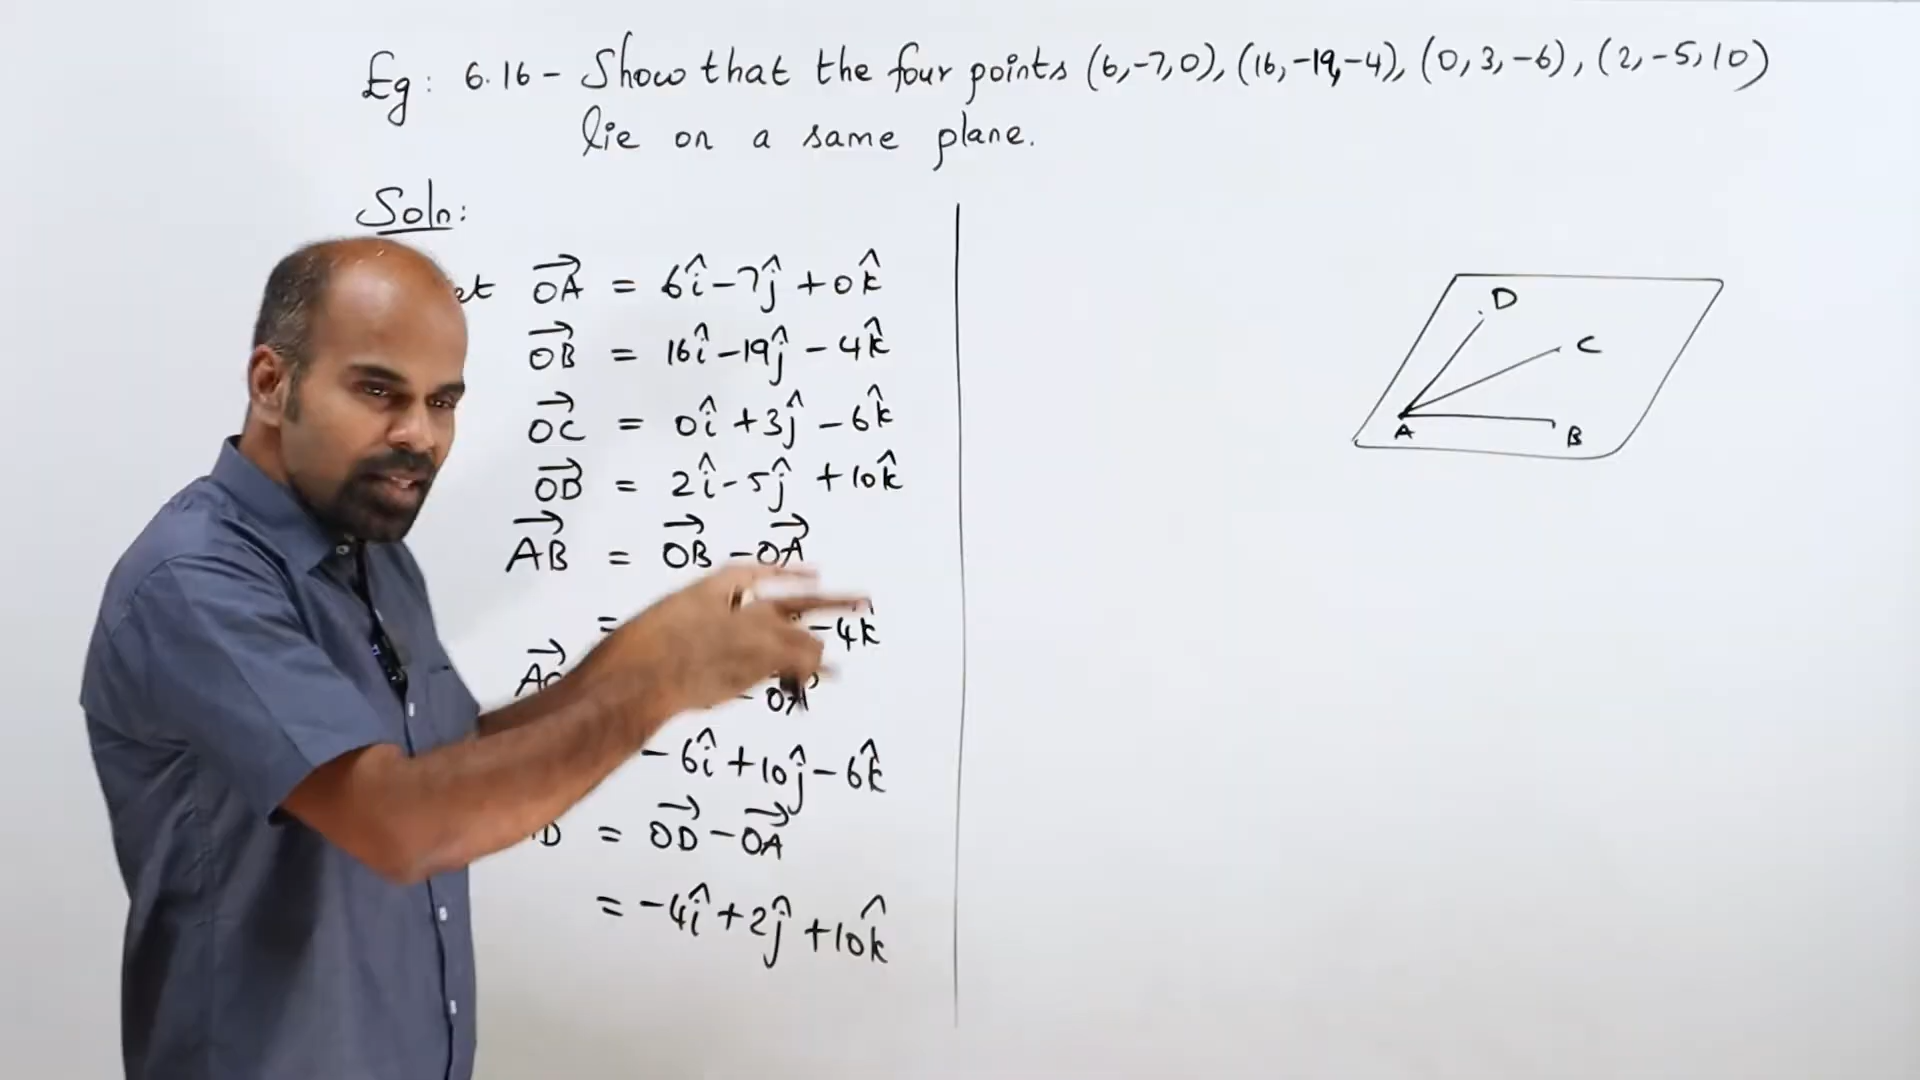 Eg: 6.16 - Show that the four points (6,-7,0), (16,-19,-4), (0,3,-6), (2,-5,10)
lie on a same plane.
Soln:
et →OA = 6î-7ĵ+0k̂
→OB = 16î-19ĵ-4k̂
→OC = 0î+3ĵ-6k̂
→OD = 2î-5ĵ+10k̂
→AB = →OB-→OA
= -4k̂
- →OA
-6î+10ĵ-6k̂
D = →OD-→OA
= -4î+2ĵ+10k̂
D
C
A
B